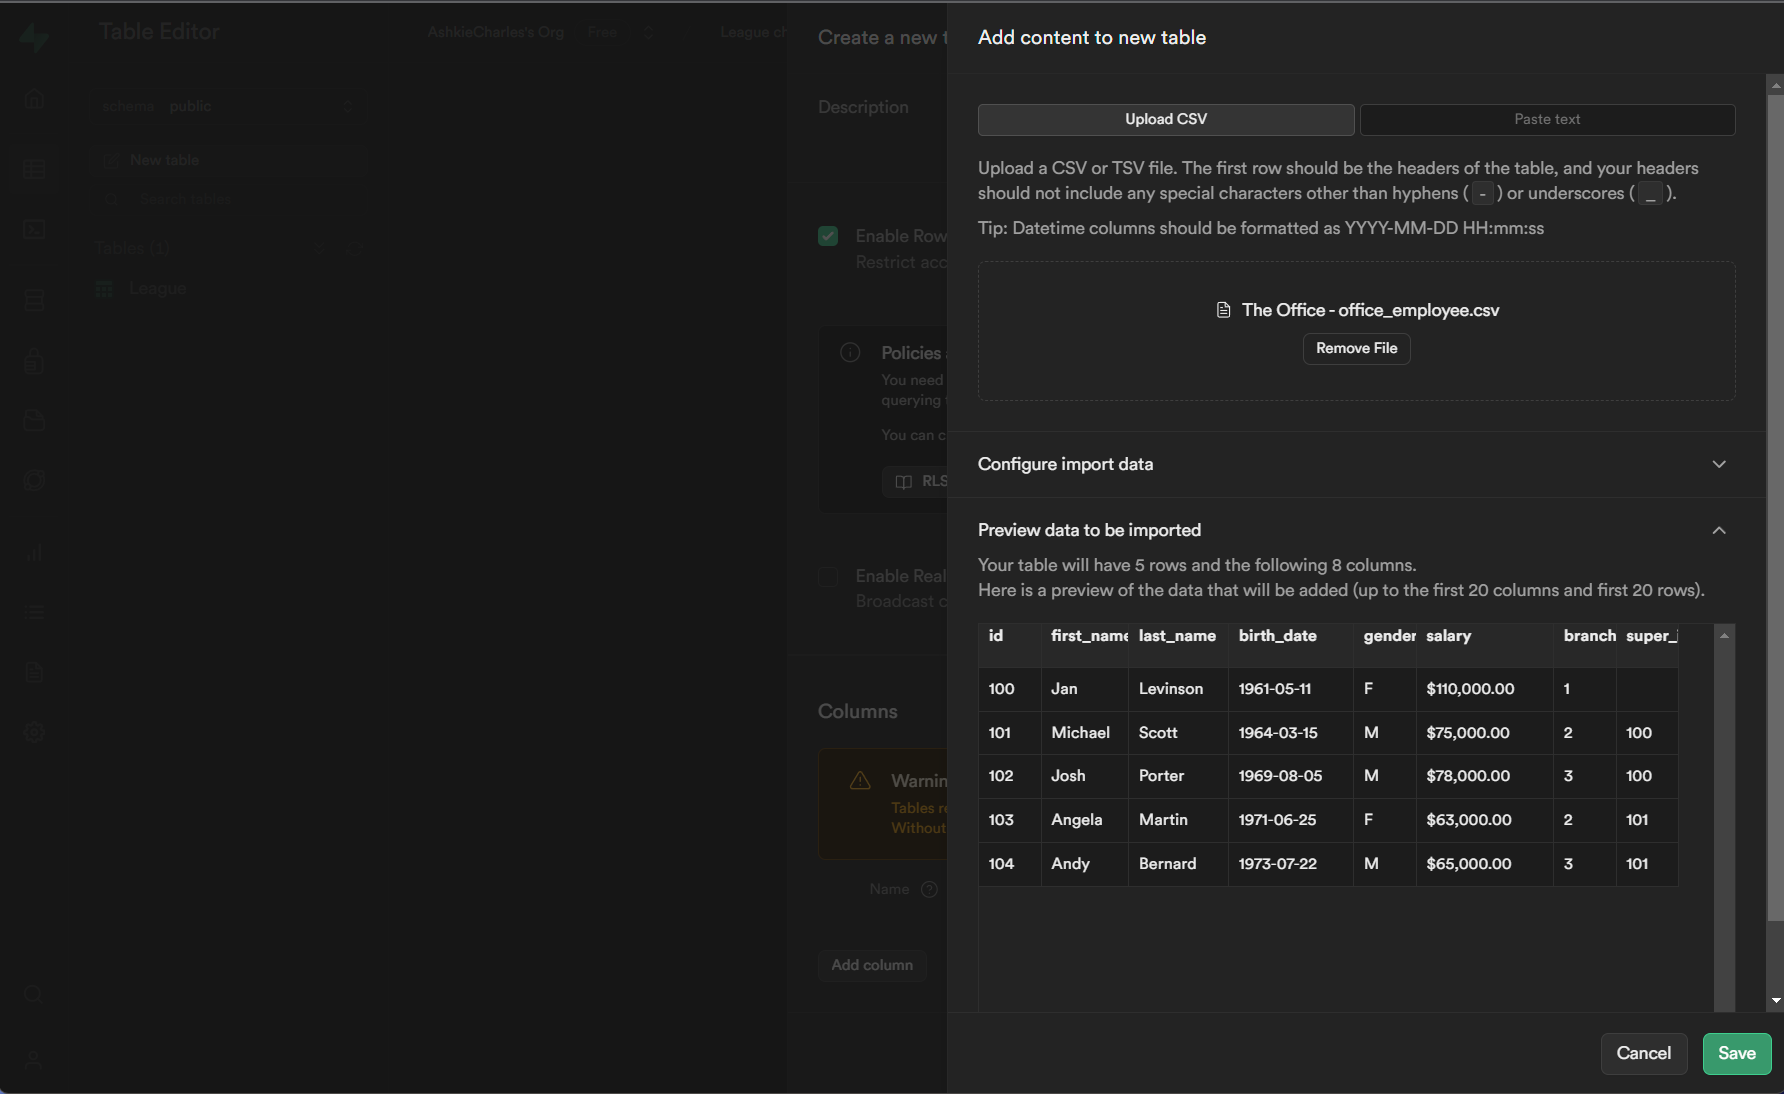 Table Editor
AshkieCharles's Org Free
League ch
schema public
New table
Search tables
Tables (1)
League
Create a new t
Description
Enable Row
Restrict acc
Policies
You need
querying
You can c
RLS
Enable Real
Broadcast c
Columns
Warnin
Tables re
Without
Name
Add column
Add content to new table
Upload CSV Paste text
Upload a CSV or TSV file. The first row should be the headers of the table, and your headers
should not include any special characters other than hyphens ( - ) or underscores ( _ ).
Tip: Datetime columns should be formatted as YYYY-MM-DD HH:mm:ss
The Office - office_employee.csv
Remove File
Configure import data
Preview data to be imported
Your table will have 5 rows and the following 8 columns.
Here is a preview of the data that will be added (up to the first 20 columns and first 20 rows).
id first_name last_name birth_date gender salary branch super_i
100 Jan Levinson 1961-05-11 F $110,000.00 1
101 Michael Scott 1964-03-15 M $75,000.00 2 100
102 Josh Porter 1969-08-05 M $78,000.00 3 100
103 Angela Martin 1971-06-25 F $63,000.00 2 101
104 Andy Bernard 1973-07-22 M $65,000.00 3 101
Cancel Save